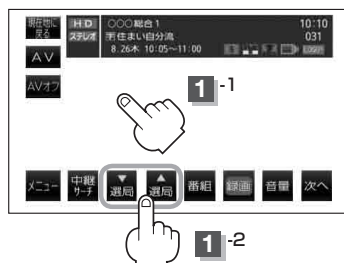 現在地に
戻る
HD
○○○総合1
10:10
ステレオ
住まい自分流
031
8.26木 10:05～11:00
AV
AVオフ
1-1
メニュー
中継
サーチ
▼
選局
▲
選局
番組
録画
音量
次へ
1-2